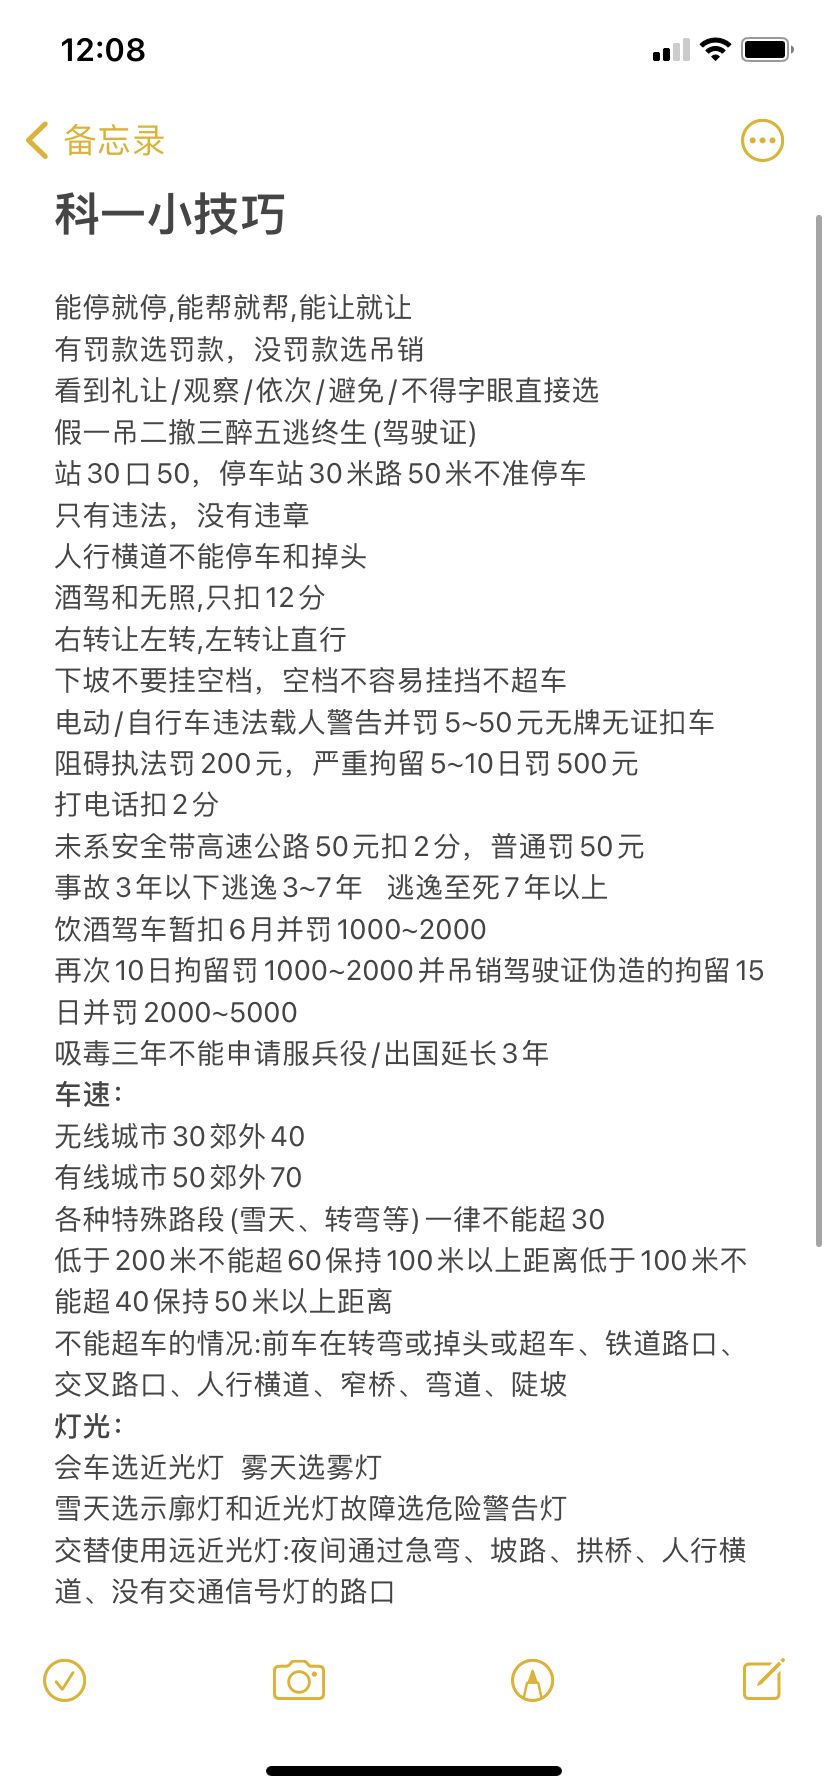 12:08
备忘录
科一小技巧
能停就停,能帮就帮,能让就让
有罚款选罚款，没罚款选吊销
看到礼让/观察/依次/避免/不得字眼直接选
假一吊二撤三醉五逃终生(驾驶证)
站30口50，停车站30米路50米不准停车
只有违法，没有违章
人行横道不能停车和掉头
酒驾和无照,只扣12分
右转让左转,左转让直行
下坡不要挂空档，空档不容易挂挡不超车
电动/自行车违法载人警告并罚5~50元无牌无证扣车
阻碍执法罚200元，严重拘留5~10日罚500元
打电话扣2分
未系安全带高速公路50元扣2分，普通罚50元
事故3年以下逃逸3~7年 逃逸至死7年以上
饮酒驾车暂扣6月并罚1000~2000
再次10日拘留罚1000~2000并吊销驾驶证伪造的拘留15
日并罚2000~5000
吸毒三年不能申请服兵役/出国延长3年
车速：
无线城市30郊外40
有线城市50郊外70
各种特殊路段(雪天、转弯等)一律不能超30
低于200米不能超60保持100米以上距离低于100米不
能超40保持50米以上距离
不能超车的情况:前车在转弯或掉头或超车、铁道路口、
交叉路口、人行横道、窄桥、弯道、陡坡
灯光：
会车选近光灯 雾天选雾灯
雪天选示廓灯和近光灯故障选危险警告灯
交替使用远近光灯:夜间通过急弯、坡路、拱桥、人行横
道、没有交通信号灯的路口